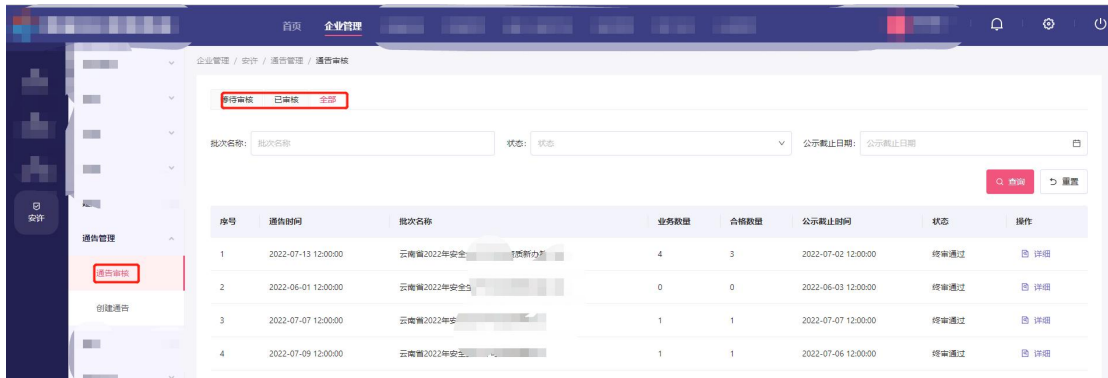 首页 企业管理
企业管理 / 安许 / 通告管理 / 通告审核
等待审核 已审核 全部
批次名称: 批次名称 状态: 状态 公示截止日期: 公示截止日期
查询 重置
安许
通告管理
通告审核
创建通告
序号 通告时间 批次名称 业务数量 合格数量 公示截止时间 状态 操作
1 2022-07-13 12:00:00 云南省2022年安全 质新办 4 3 2022-07-02 12:00:00 终审通过 详细
2 2022-06-01 12:00:00 云南省2022年安全 0 0 2022-06-03 12:00:00 终审通过 详细
3 2022-07-07 12:00:00 云南省2022年安 1 1 2022-07-07 12:00:00 终审通过 详细
4 2022-07-09 12:00:00 云南省2022年安全 1 1 2022-07-06 12:00:00 终审通过 详细